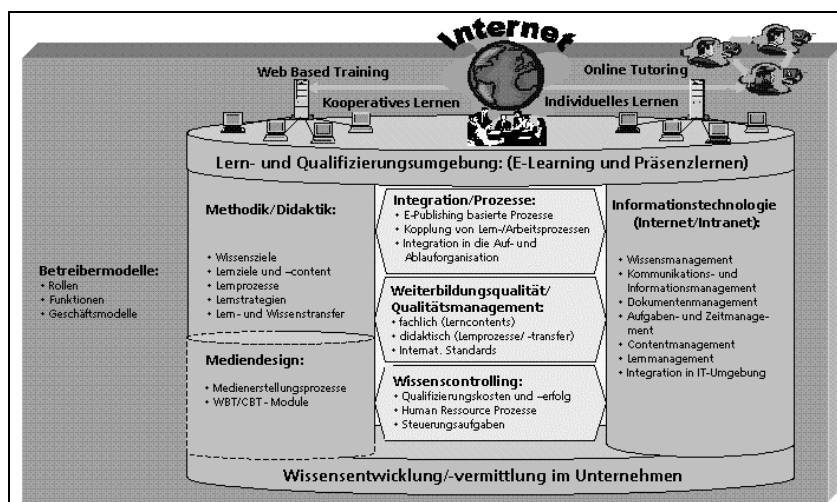 Internet
Web Based Training
Online Tutoring
Kooperatives Lernen
Individuelles Lernen
Lern- und Qualifizierungsumgebung: (E-Learning und Präsenzlernen)
Betreibermodelle:
• Rollen
• Funktionen
• Geschäftsmodelle
Methodik/Didaktik:
• Wissensziele
• Lernziele und –content
• Lernprozesse
• Lernstrategien
• Lern- und Wissenstransfer
Mediendesign:
• Medienerstellungsprozesse
• WBT/CBT - Module
Integration/Prozesse:
• E-Publishing basierte Prozesse
• Kopplung von Lern-/Arbeitsprozessen
• Integration in die Auf- und
Ablauforganisation
Weiterbildungsqualität/
Qualitätsmanagement:
• fachlich (Lerncontents)
• didaktisch (Lernprozesse/ -transfer)
• Internat. Standards
Wissenscontrolling:
• Qualifizierungskosten und –erfolg
• Human Ressource Prozesse
• Steuerungsaufgaben
Informationstechnologie
(Internet/Intranet):
• Wissensmanagement
• Kommunikations- und
Informationsmanagement
• Dokumentenmanagement
• Aufgaben- und Zeitmanage-
ment
• Contentmanagement
• Lernmanagement
• Integration in IT-Umgebung
Wissensentwicklung/-vermittlung im Unternehmen